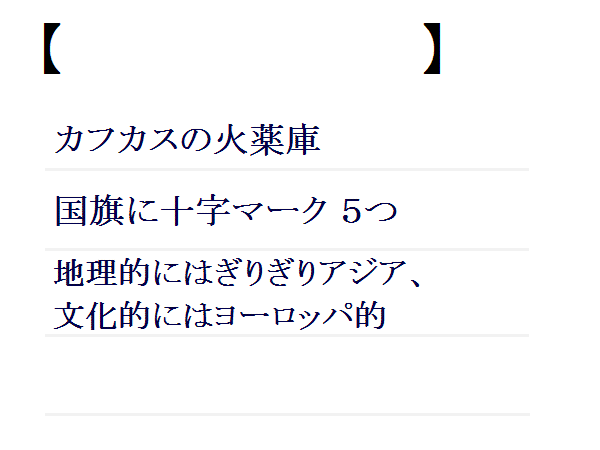 【　　　　　　　　　】
カフカスの火薬庫
国旗に十字マーク 5つ
地理的にはぎりぎりアジア、
文化的にはヨーロッパ的